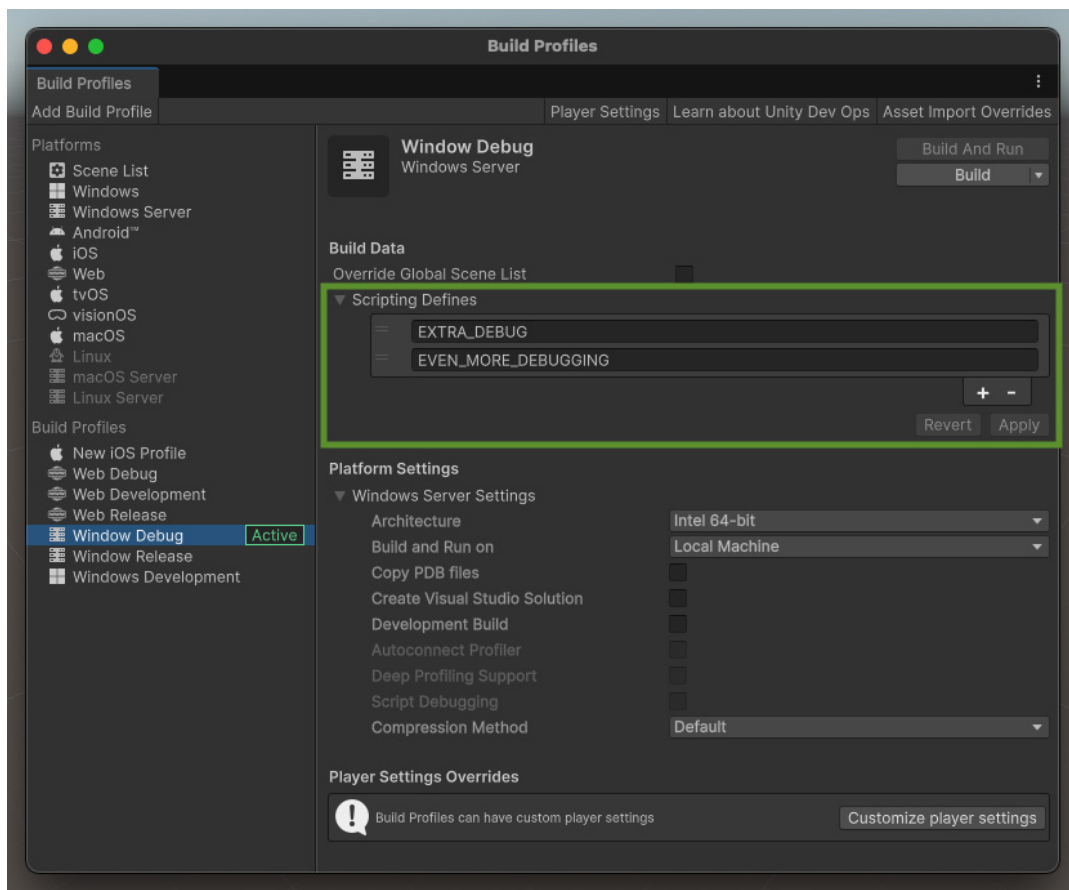 Build Profiles
Build Profiles
Add Build Profile
Player Settings
Learn about Unity Dev Ops
Asset Import Overrides
Platforms
Scene List
Windows
Windows Server
Android™
iOS
Web
tvOS
visionOS
macOS
Linux
macOS Server
Linux Server
Build Profiles
New iOS Profile
Web Debug
Web Development
Web Release
Window Debug Active
Window Release
Windows Development
Window Debug
Windows Server
Build And Run
Build
Build Data
Override Global Scene List
Scripting Defines
EXTRA_DEBUG
EVEN_MORE_DEBUGGING
+ -
Revert Apply
Platform Settings
Windows Server Settings
Architecture Intel 64-bit
Build and Run on Local Machine
Copy PDB files
Create Visual Studio Solution
Development Build
Autoconnect Profiler
Deep Profiling Support
Script Debugging
Compression Method Default
Player Settings Overrides
Build Profiles can have custom player settings
Customize player settings